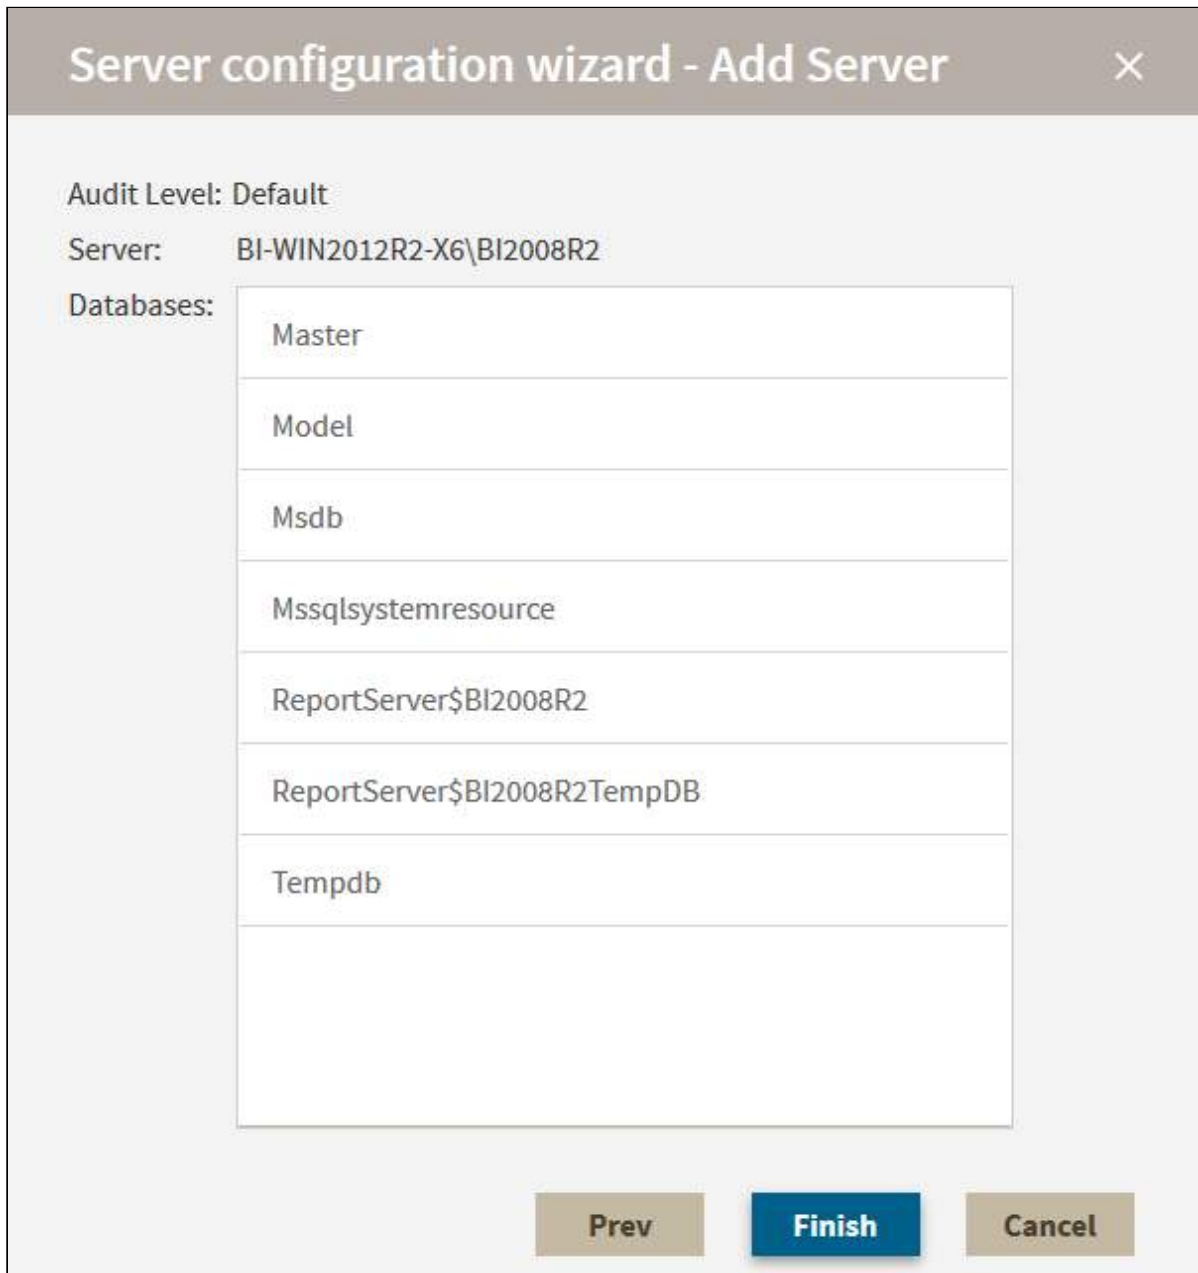 Server configuration wizard - Add Server
Audit Level: Default
Server: BI-WIN2012R2-X6\BI2008R2
Databases:
Master
Model
Msdb
Mssqlsystemresource
ReportServer$BI2008R2
ReportServer$BI2008R2TempDB
Tempdb
Prev Finish Cancel